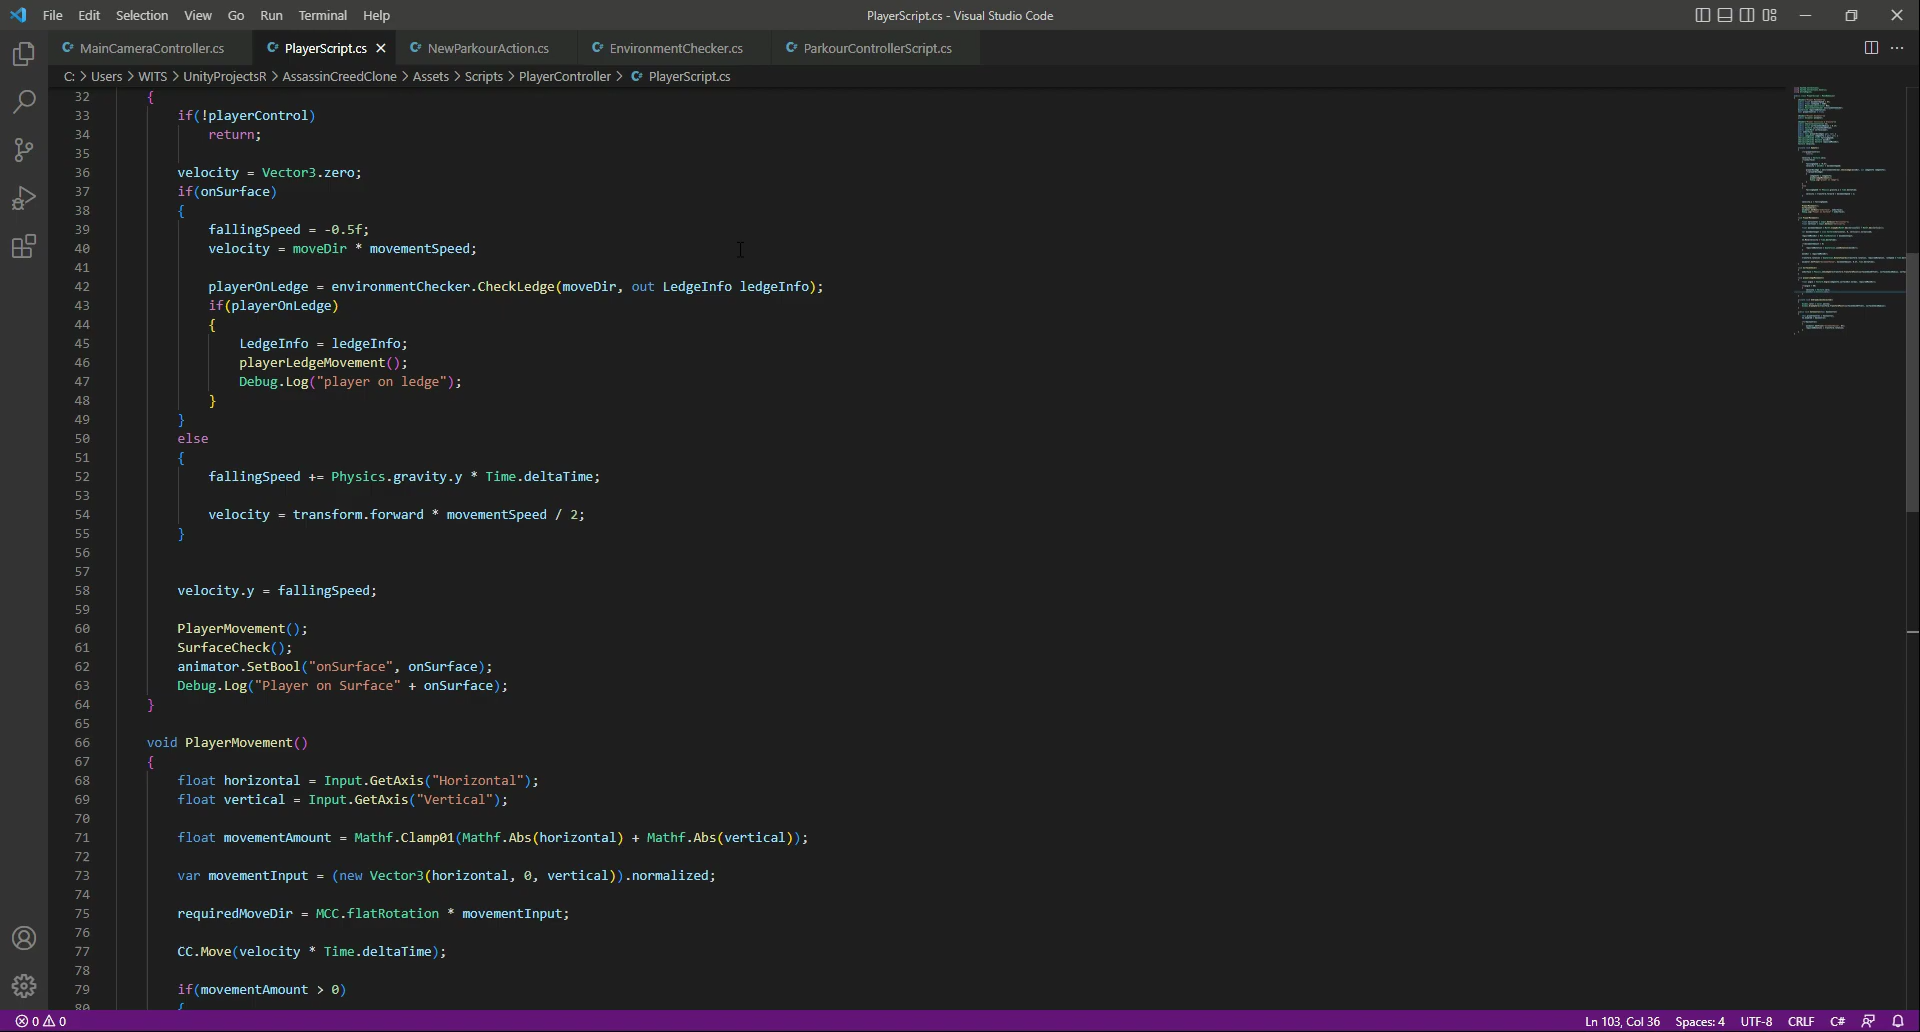 File Edit Selection View Go Run Terminal Help
PlayerScript.cs - Visual Studio Code
MainCameraController.cs PlayerScript.cs NewParkourAction.cs EnvironmentChecker.cs ParkourControllerScript.cs
C: > Users > WITS > UnityProjectsR > AssassinCreedClone > Assets > Scripts > PlayerController > PlayerScript.cs
32 {
33 if(!playerControl)
34 return;
35
36 velocity = Vector3.zero;
37 if(onSurface)
38 {
39 fallingSpeed = -0.5f;
40 velocity = moveDir * movementSpeed;
41
42 playerOnLedge = environmentChecker.CheckLedge(moveDir, out LedgeInfo ledgeInfo);
43 if(playerOnLedge)
44 {
45 LedgeInfo = ledgeInfo;
46 playerLedgeMovement();
47 Debug.Log("player on ledge");
48 }
49 }
50 else
51 {
52 fallingSpeed += Physics.gravity.y * Time.deltaTime;
53
54 velocity = transform.forward * movementSpeed / 2;
55 }
56
57
58 velocity.y = fallingSpeed;
59
60 PlayerMovement();
61 SurfaceCheck();
62 animator.SetBool("onSurface", onSurface);
63 Debug.Log("Player on Surface" + onSurface);
64 }
65
66 void PlayerMovement()
67 {
68 float horizontal = Input.GetAxis("Horizontal");
69 float vertical = Input.GetAxis("Vertical");
70
71 float movementAmount = Mathf.Clamp01(Mathf.Abs(horizontal) + Mathf.Abs(vertical));
72
73 var movementInput = (new Vector3(horizontal, 0, vertical)).normalized;
74
75 requiredMoveDir = MCC.flatRotation * movementInput;
76
77 CC.Move(velocity * Time.deltaTime);
78
79 if(movementAmount > 0)
80 {
0 0
Ln 103, Col 36 Spaces: 4 UTF-8 CRLF C#